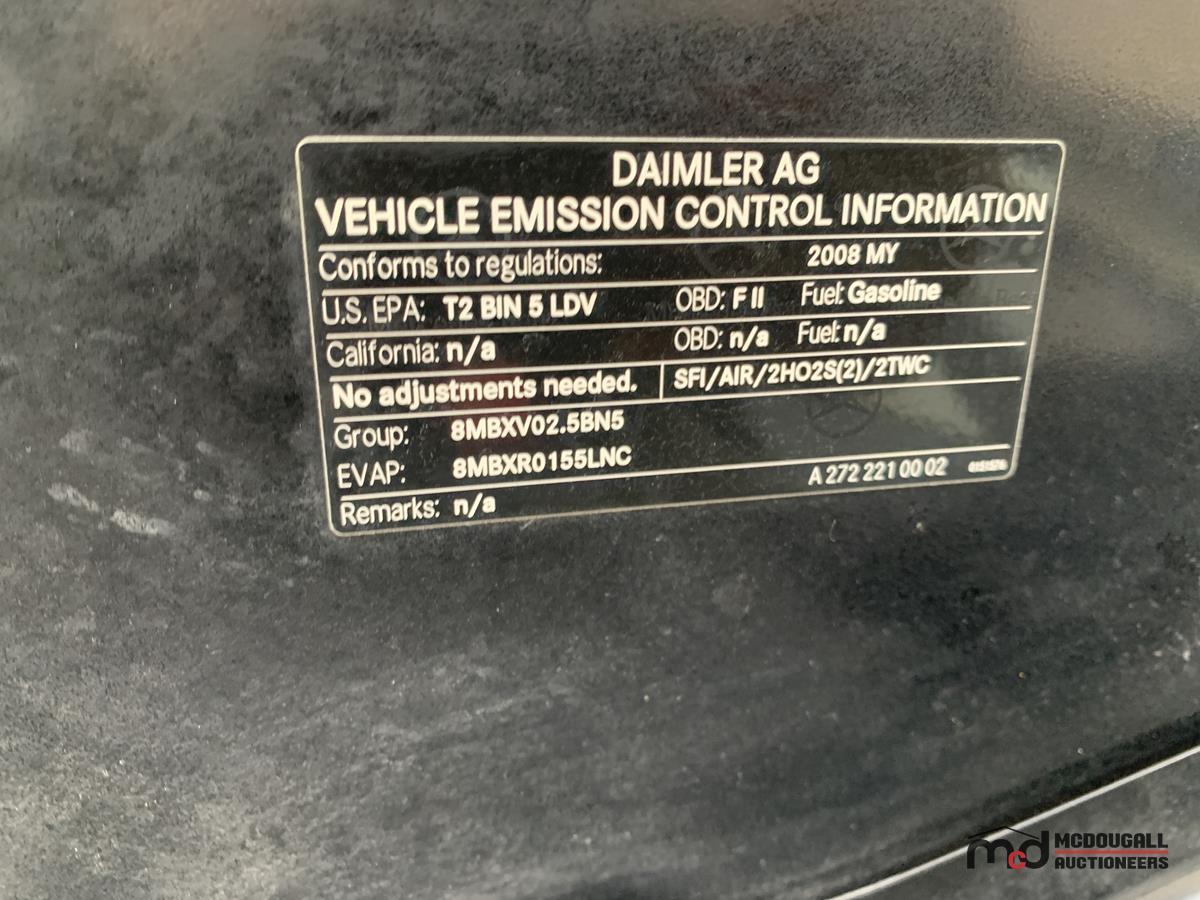 DAIMLER AG
VEHICLE EMISSION CONTROL INFORMATION
Conforms to regulations: 2008 MY
U.S. EPA: T2 BIN 5 LDV OBD: F II Fuel: Gasoline
California: n/a OBD: n/a Fuel: n/a
No adjustments needed. SFI/AIR/2HO2S(2)/2TWC
Group: 8MBXV02.5BN5
EVAP: 8MBXR0155LNC
Remarks: n/a A 272 221 00 02
mcd MCDOUGALL
AUCTIONEERS